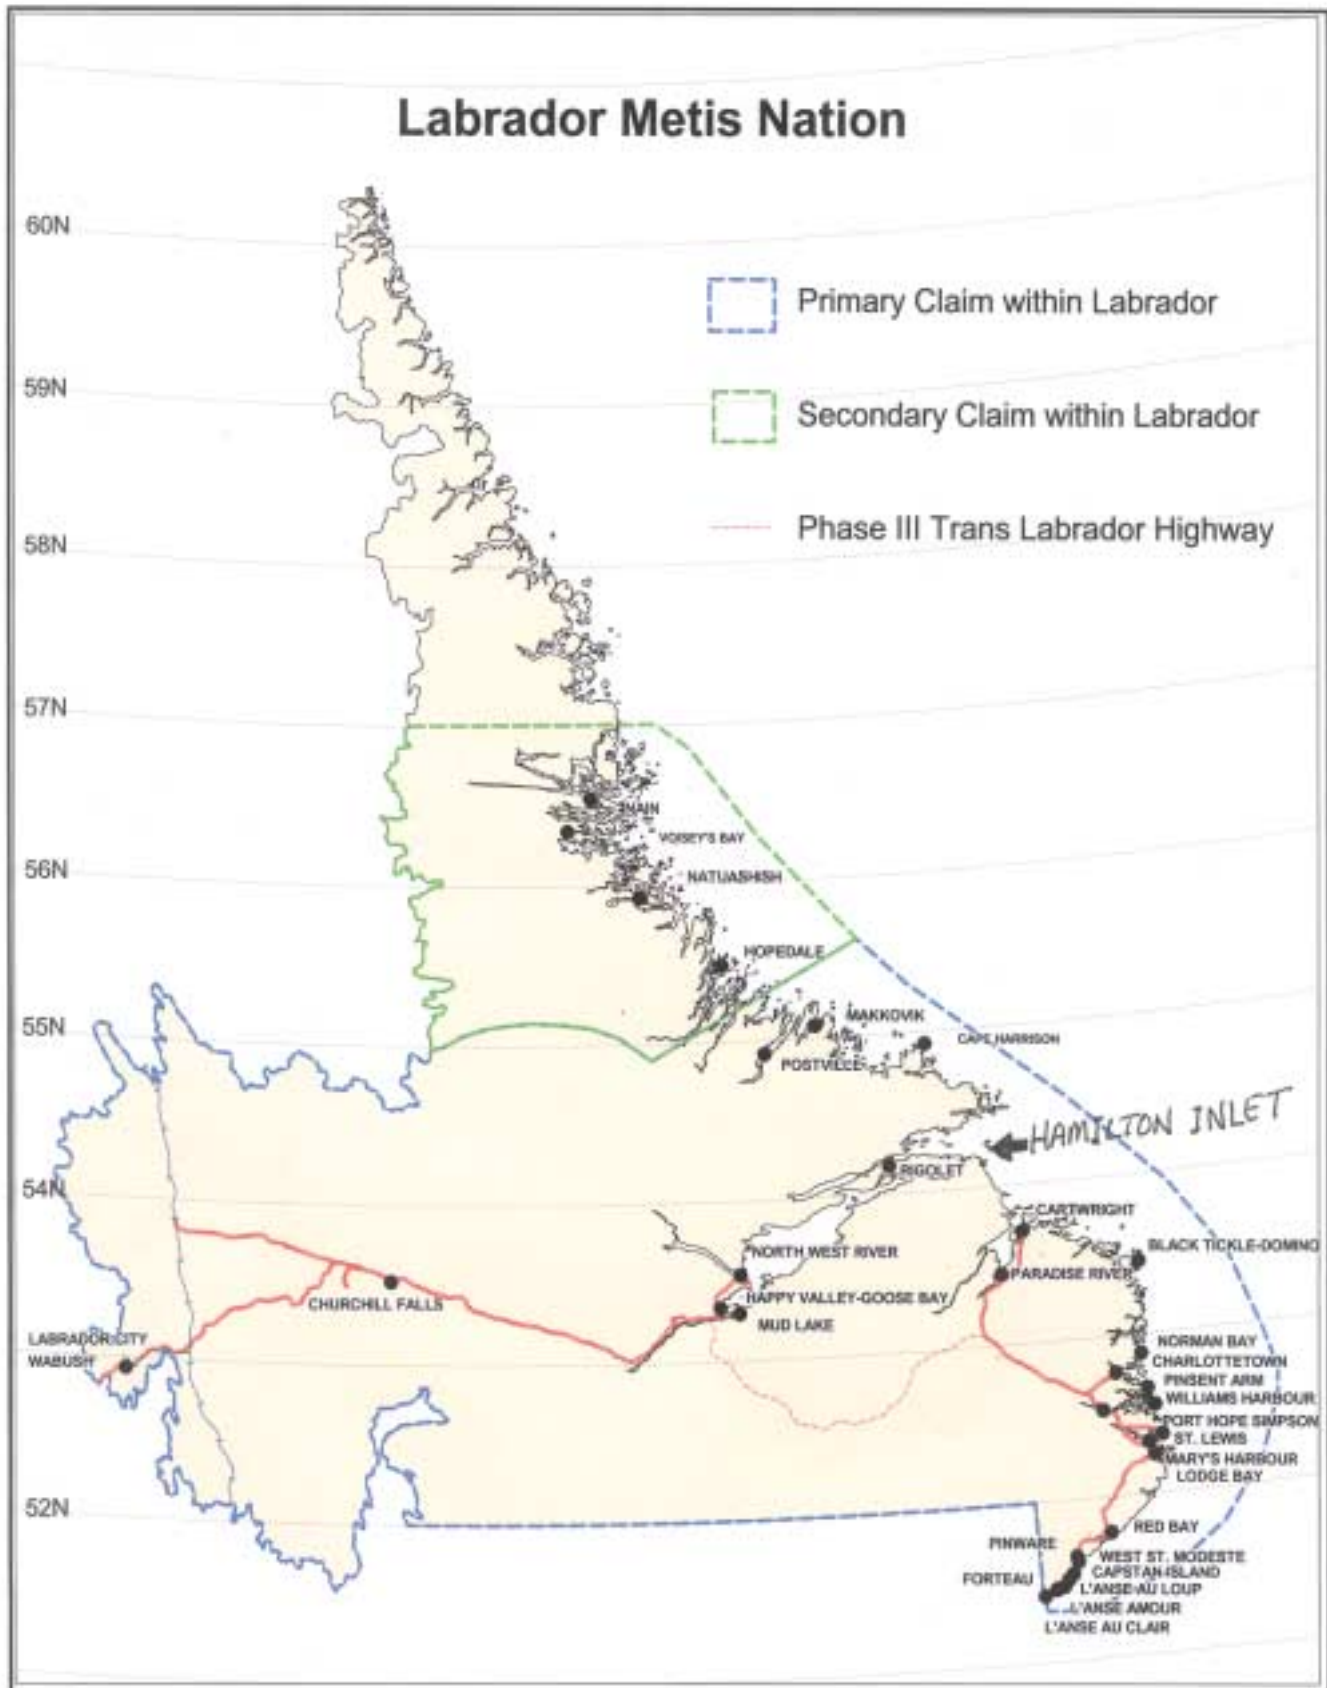 Labrador Metis Nation
60N
Primary Claim within Labrador
59N
Secondary Claim within Labrador
58N
Phase III Trans Labrador Highway
57N
NAIN
VOISEY'S BAY
56N
NATUASHISH
HOPEDALE
55N
MAKKOVIK
CAPE HARRISON
POSTVILLE
HAMILTON INLET
RIGOLET
54N
CARTWRIGHT
NORTH WEST RIVER
BLACK TICKLE-DOMINO
PARADISE RIVER
HAPPY VALLEY-GOOSE BAY
CHURCHILL FALLS
MUD LAKE
LABRADOR CITY
NORMAN BAY
WABUSH
CHARLOTTETOWN
PINSENT ARM
WILLIAMS HARBOUR
PORT HOPE SIMPSON
ST. LEWIS
MARY'S HARBOUR
LODGE BAY
52N
RED BAY
PINWARE
WEST ST. MODESTE
CAPSTAN ISLAND
FORTEAU
L'ANSE AU LOUP
L'ANSE AMOUR
L'ANSE AU CLAIR